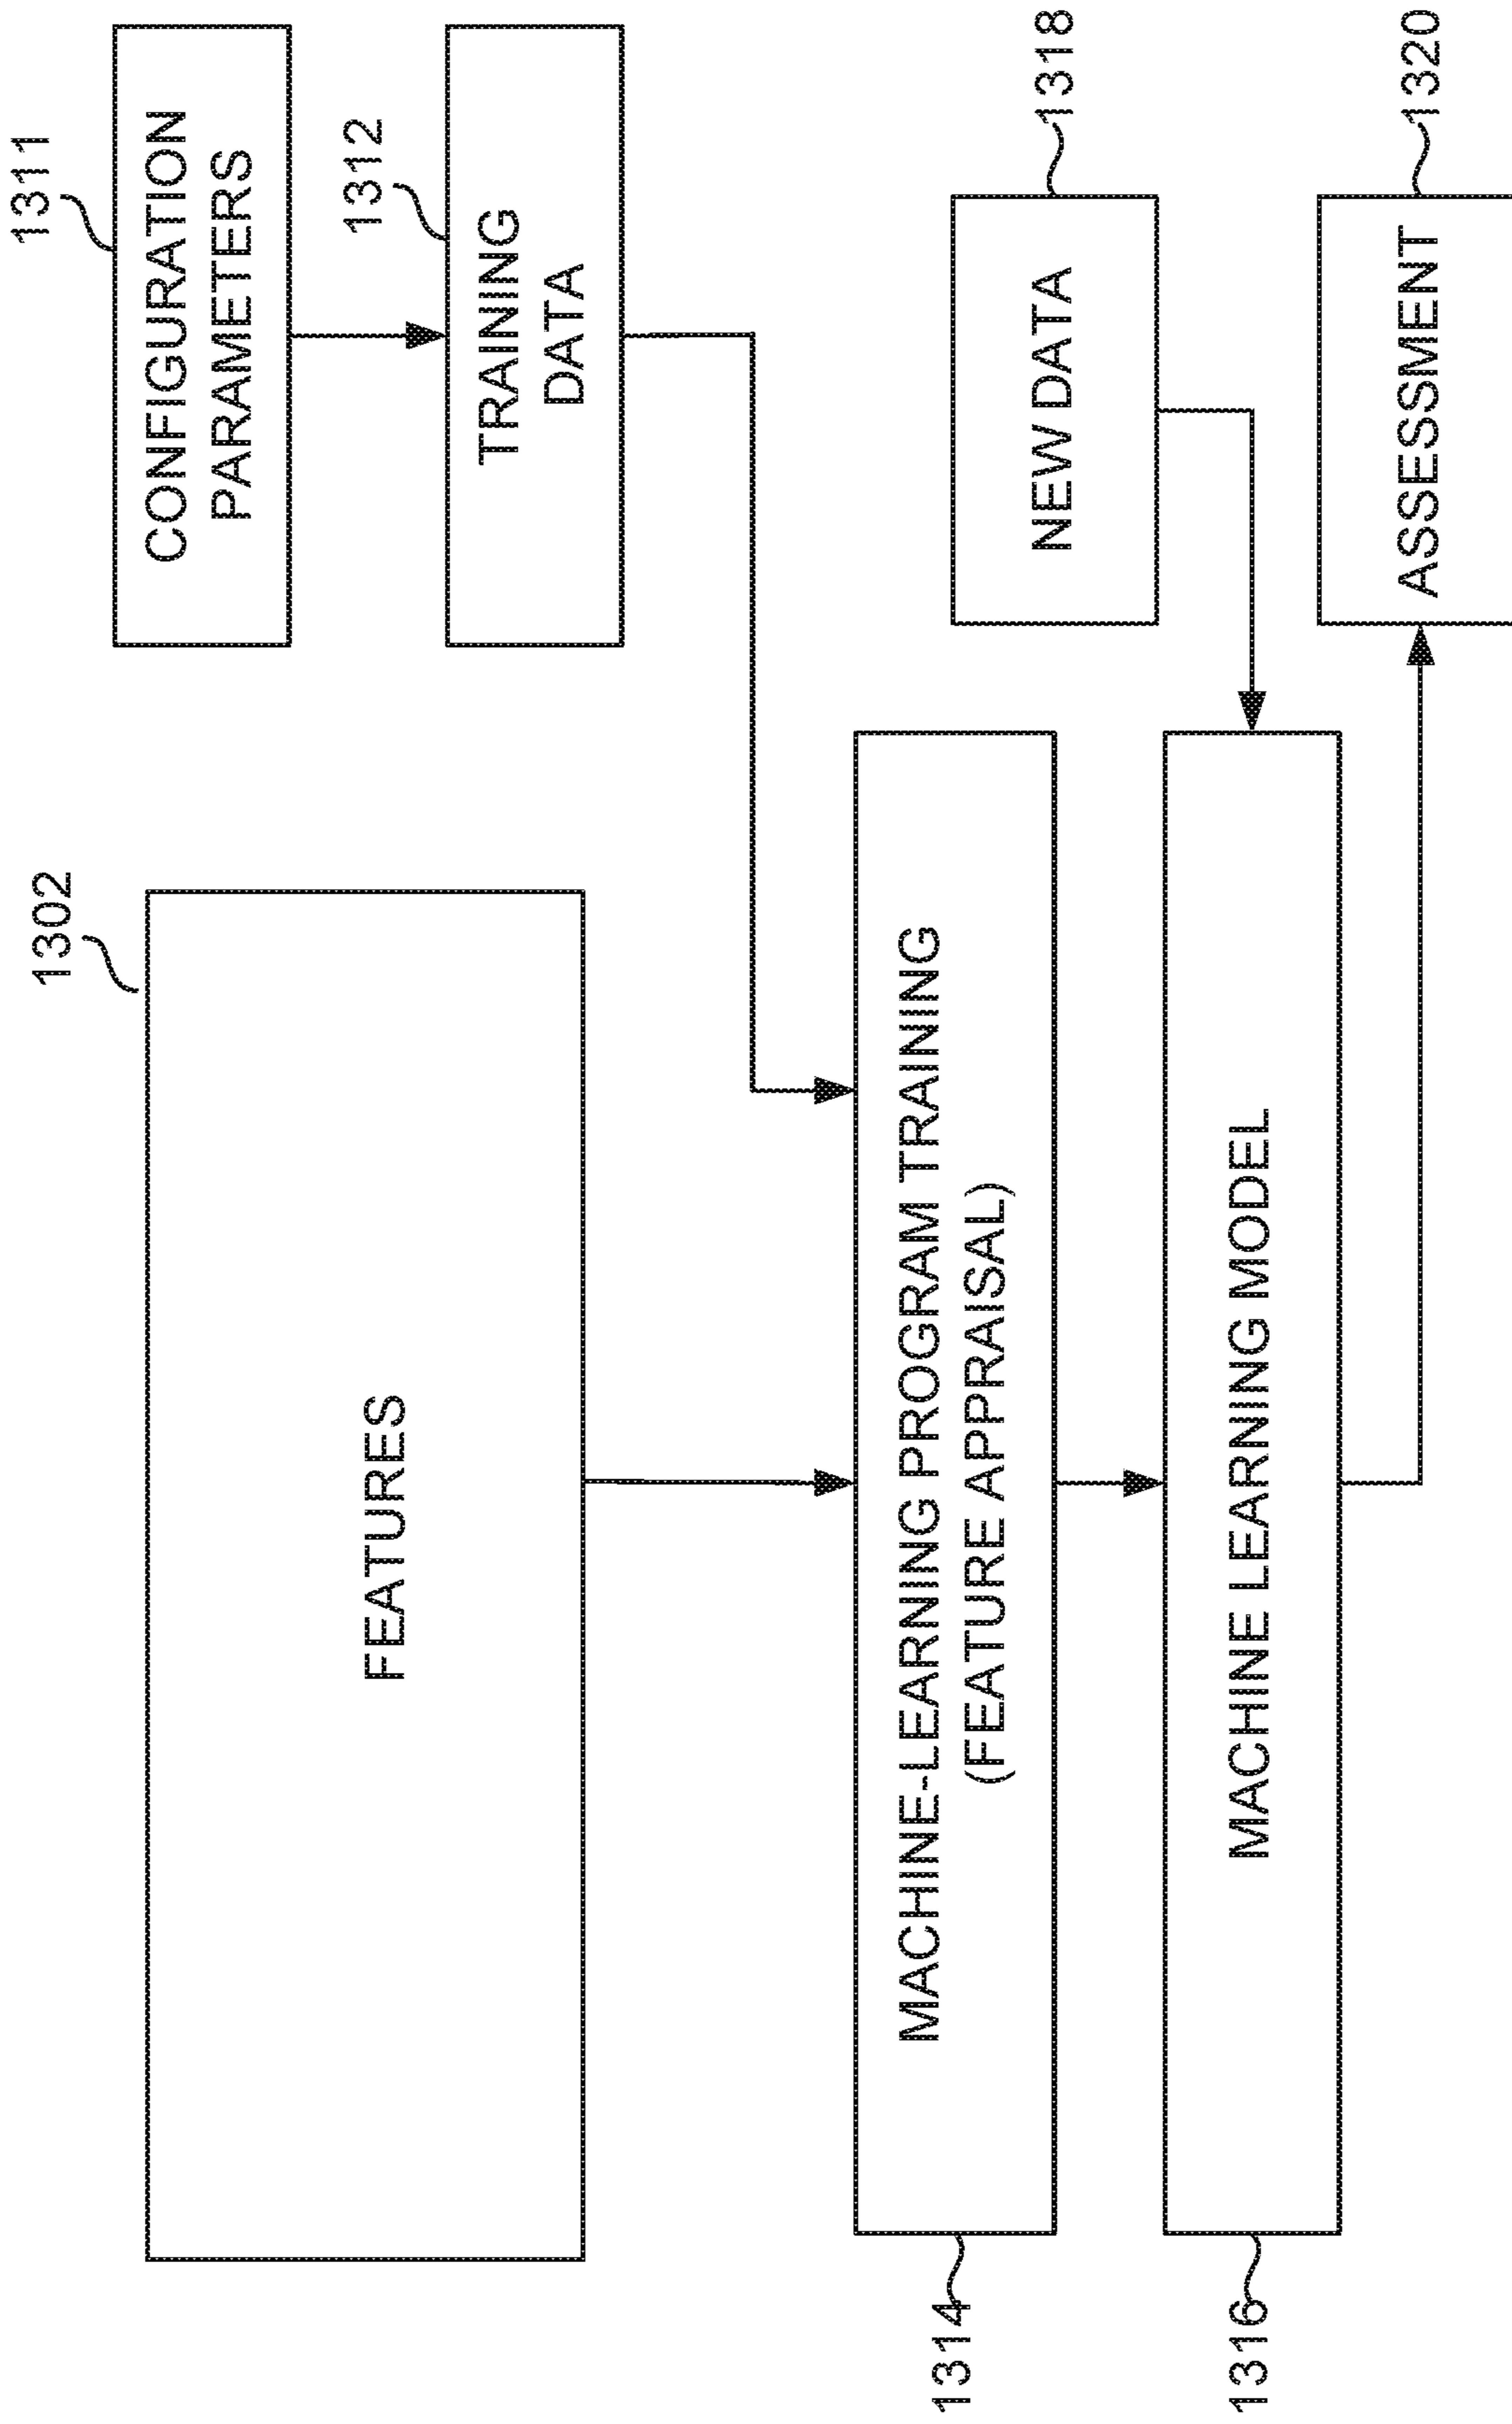 1311
CONFIGURATION
PARAMETERS
1302
FEATURES
1312
TRAINING
DATA
MACHINE-LEARNING PROGRAM TRAINING
(FEATURE APPRAISAL)
1314
1318
NEW DATA
MACHINE LEARNING MODEL
1316
1320
ASSESSMENT